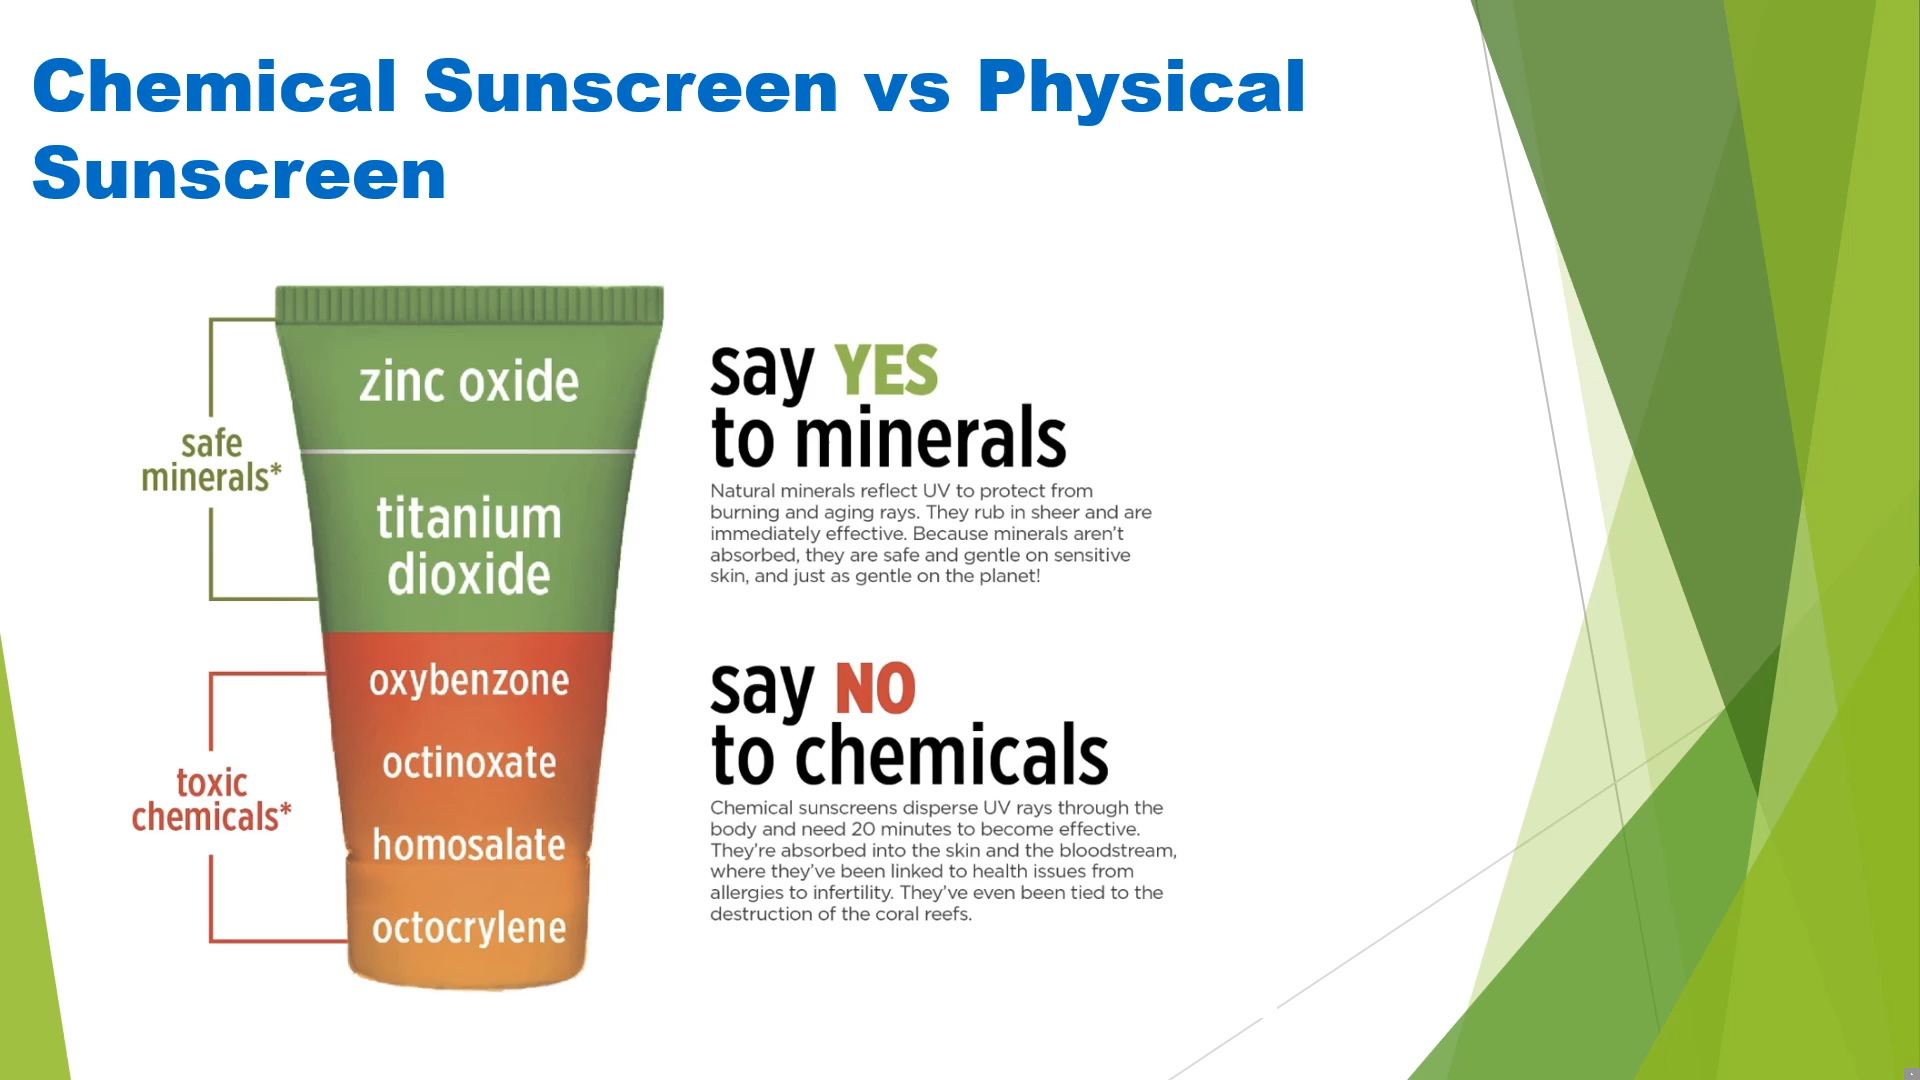 Chemical Sunscreen vs Physical
Sunscreen
zinc oxide
titanium
dioxide
safe
minerals*
oxybenzone
octinoxate
homosalate
octocrylene
toxic
chemicals*
say YES
to minerals
Natural minerals reflect UV to protect from
burning and aging rays. They rub in sheer and are
immediately effective. Because minerals aren’t
absorbed, they are safe and gentle on sensitive
skin, and just as gentle on the planet!
say NO
to chemicals
Chemical sunscreens disperse UV rays through the
body and need 20 minutes to become effective.
They’re absorbed into the skin and the bloodstream,
where they’ve been linked to health issues from
allergies to infertility. They’ve even been tied to the
destruction of the coral reefs.